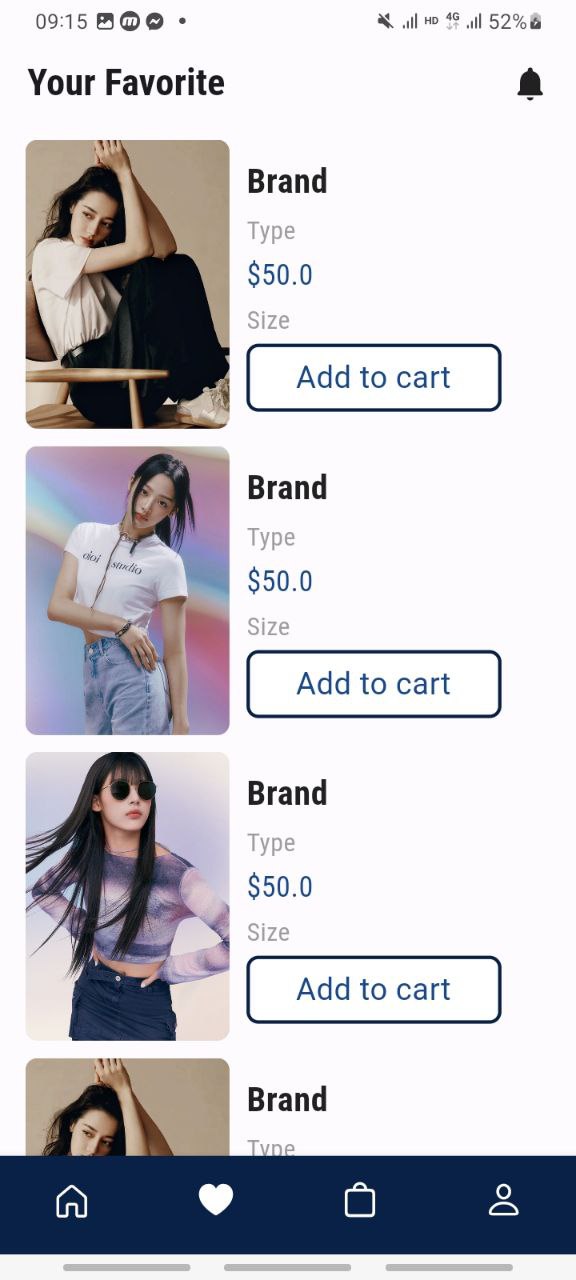 09:15 HD 4G 52%
Your Favorite
Brand
Type
$50.0
Size
Add to cart
oioi studio
Brand
Type
$50.0
Size
Add to cart
Brand
Type
$50.0
Size
Add to cart
Brand
Type